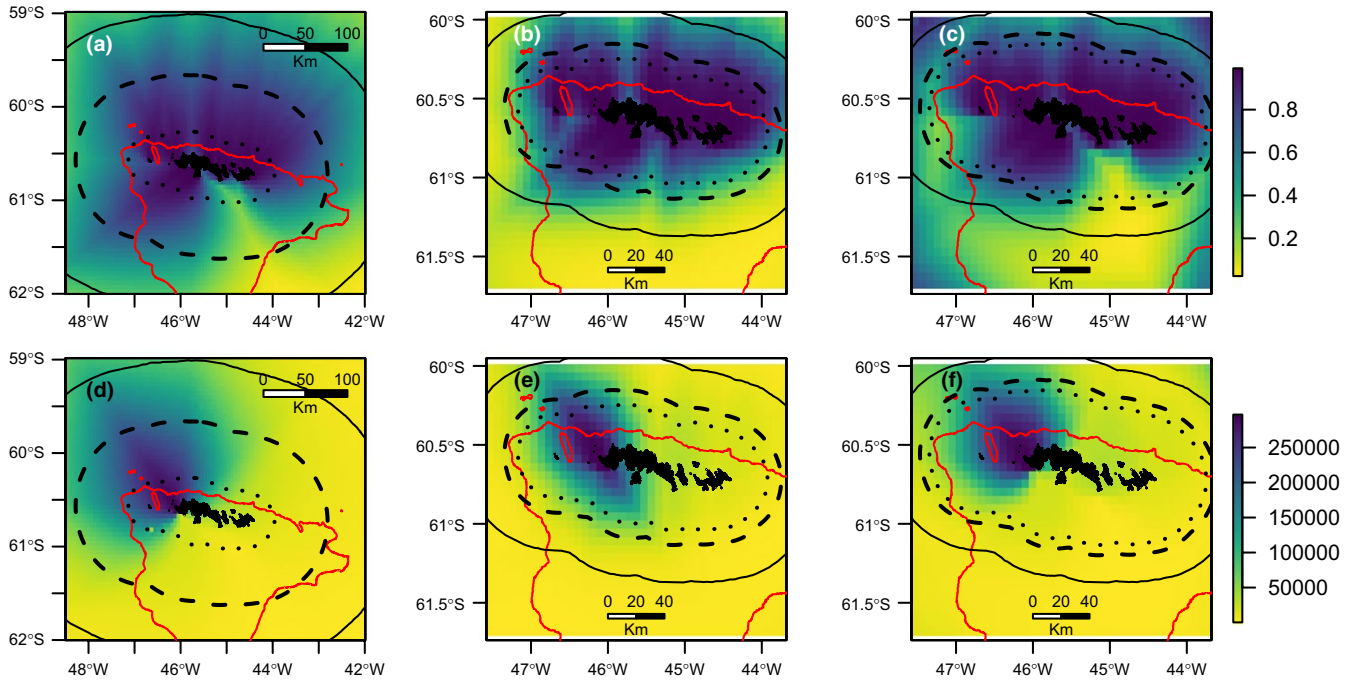 59°S
60°S
61°S
62°S
48°W 46°W 44°W 42°W
(a)
0 50 100
Km
60°S
60.5°S
61°S
61.5°S
47°W 46°W 45°W 44°W
(b)
0 20 40
Km
60°S
60.5°S
61°S
61.5°S
47°W 46°W 45°W 44°W
(c)
0 20 40
Km
0.8
0.6
0.4
0.2
59°S
60°S
61°S
62°S
48°W 46°W 44°W 42°W
(d)
0 50 100
Km
60°S
60.5°S
61°S
61.5°S
47°W 46°W 45°W 44°W
(e)
0 20 40
Km
60°S
60.5°S
61°S
61.5°S
47°W 46°W 45°W 44°W
(f)
0 20 40
Km
250000
200000
150000
100000
50000